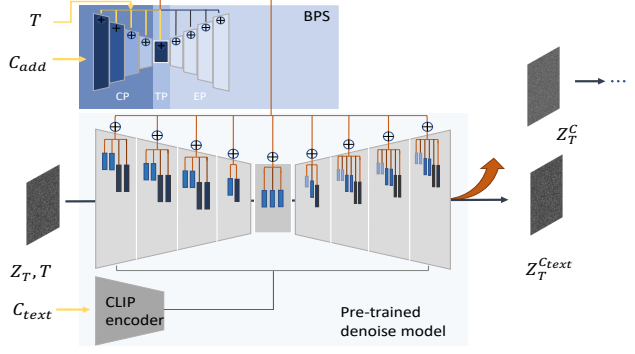 T
BPS
C_add
CP
TP
EP
Z_T^C
...
Z_T, T
Z_T^{C_text}
C_text
CLIP
encoder
Pre-trained
denoise model